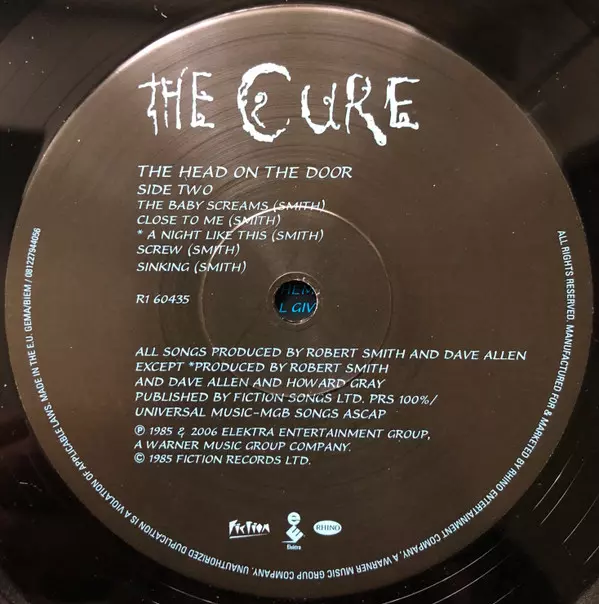 THE CURE
THE HEAD ON THE DOOR
SIDE TWO
THE BABY SCREAMS (SMITH)
CLOSE TO ME (SMITH)
* A NIGHT LIKE THIS (SMITH)
SCREW (SMITH)
SINKING (SMITH)
R1 60435
HEM
L GIV
ALL SONGS PRODUCED BY ROBERT SMITH AND DAVE ALLEN
EXCEPT *PRODUCED BY ROBERT SMITH
AND DAVE ALLEN AND HOWARD GRAY
PUBLISHED BY FICTION SONGS LTD. PRS 100%/
UNIVERSAL MUSIC-MGB SONGS ASCAP
℗ 1985 & 2006 ELEKTRA ENTERTAINMENT GROUP,
A WARNER MUSIC GROUP COMPANY.
© 1985 FICTION RECORDS LTD.
FICTION
Elektra
RHINO
ALL RIGHTS RESERVED. MANUFACTURED FOR & MARKETED BY RHINO ENTERTAINMENT COMPANY, A WARNER MUSIC GROUP COMPANY, UNAUTHORIZED DUPLICATION IS A VIOLATION OF APPLICABLE LAWS. MADE IN THE E.U. GEMA/BIEM / 081227944056